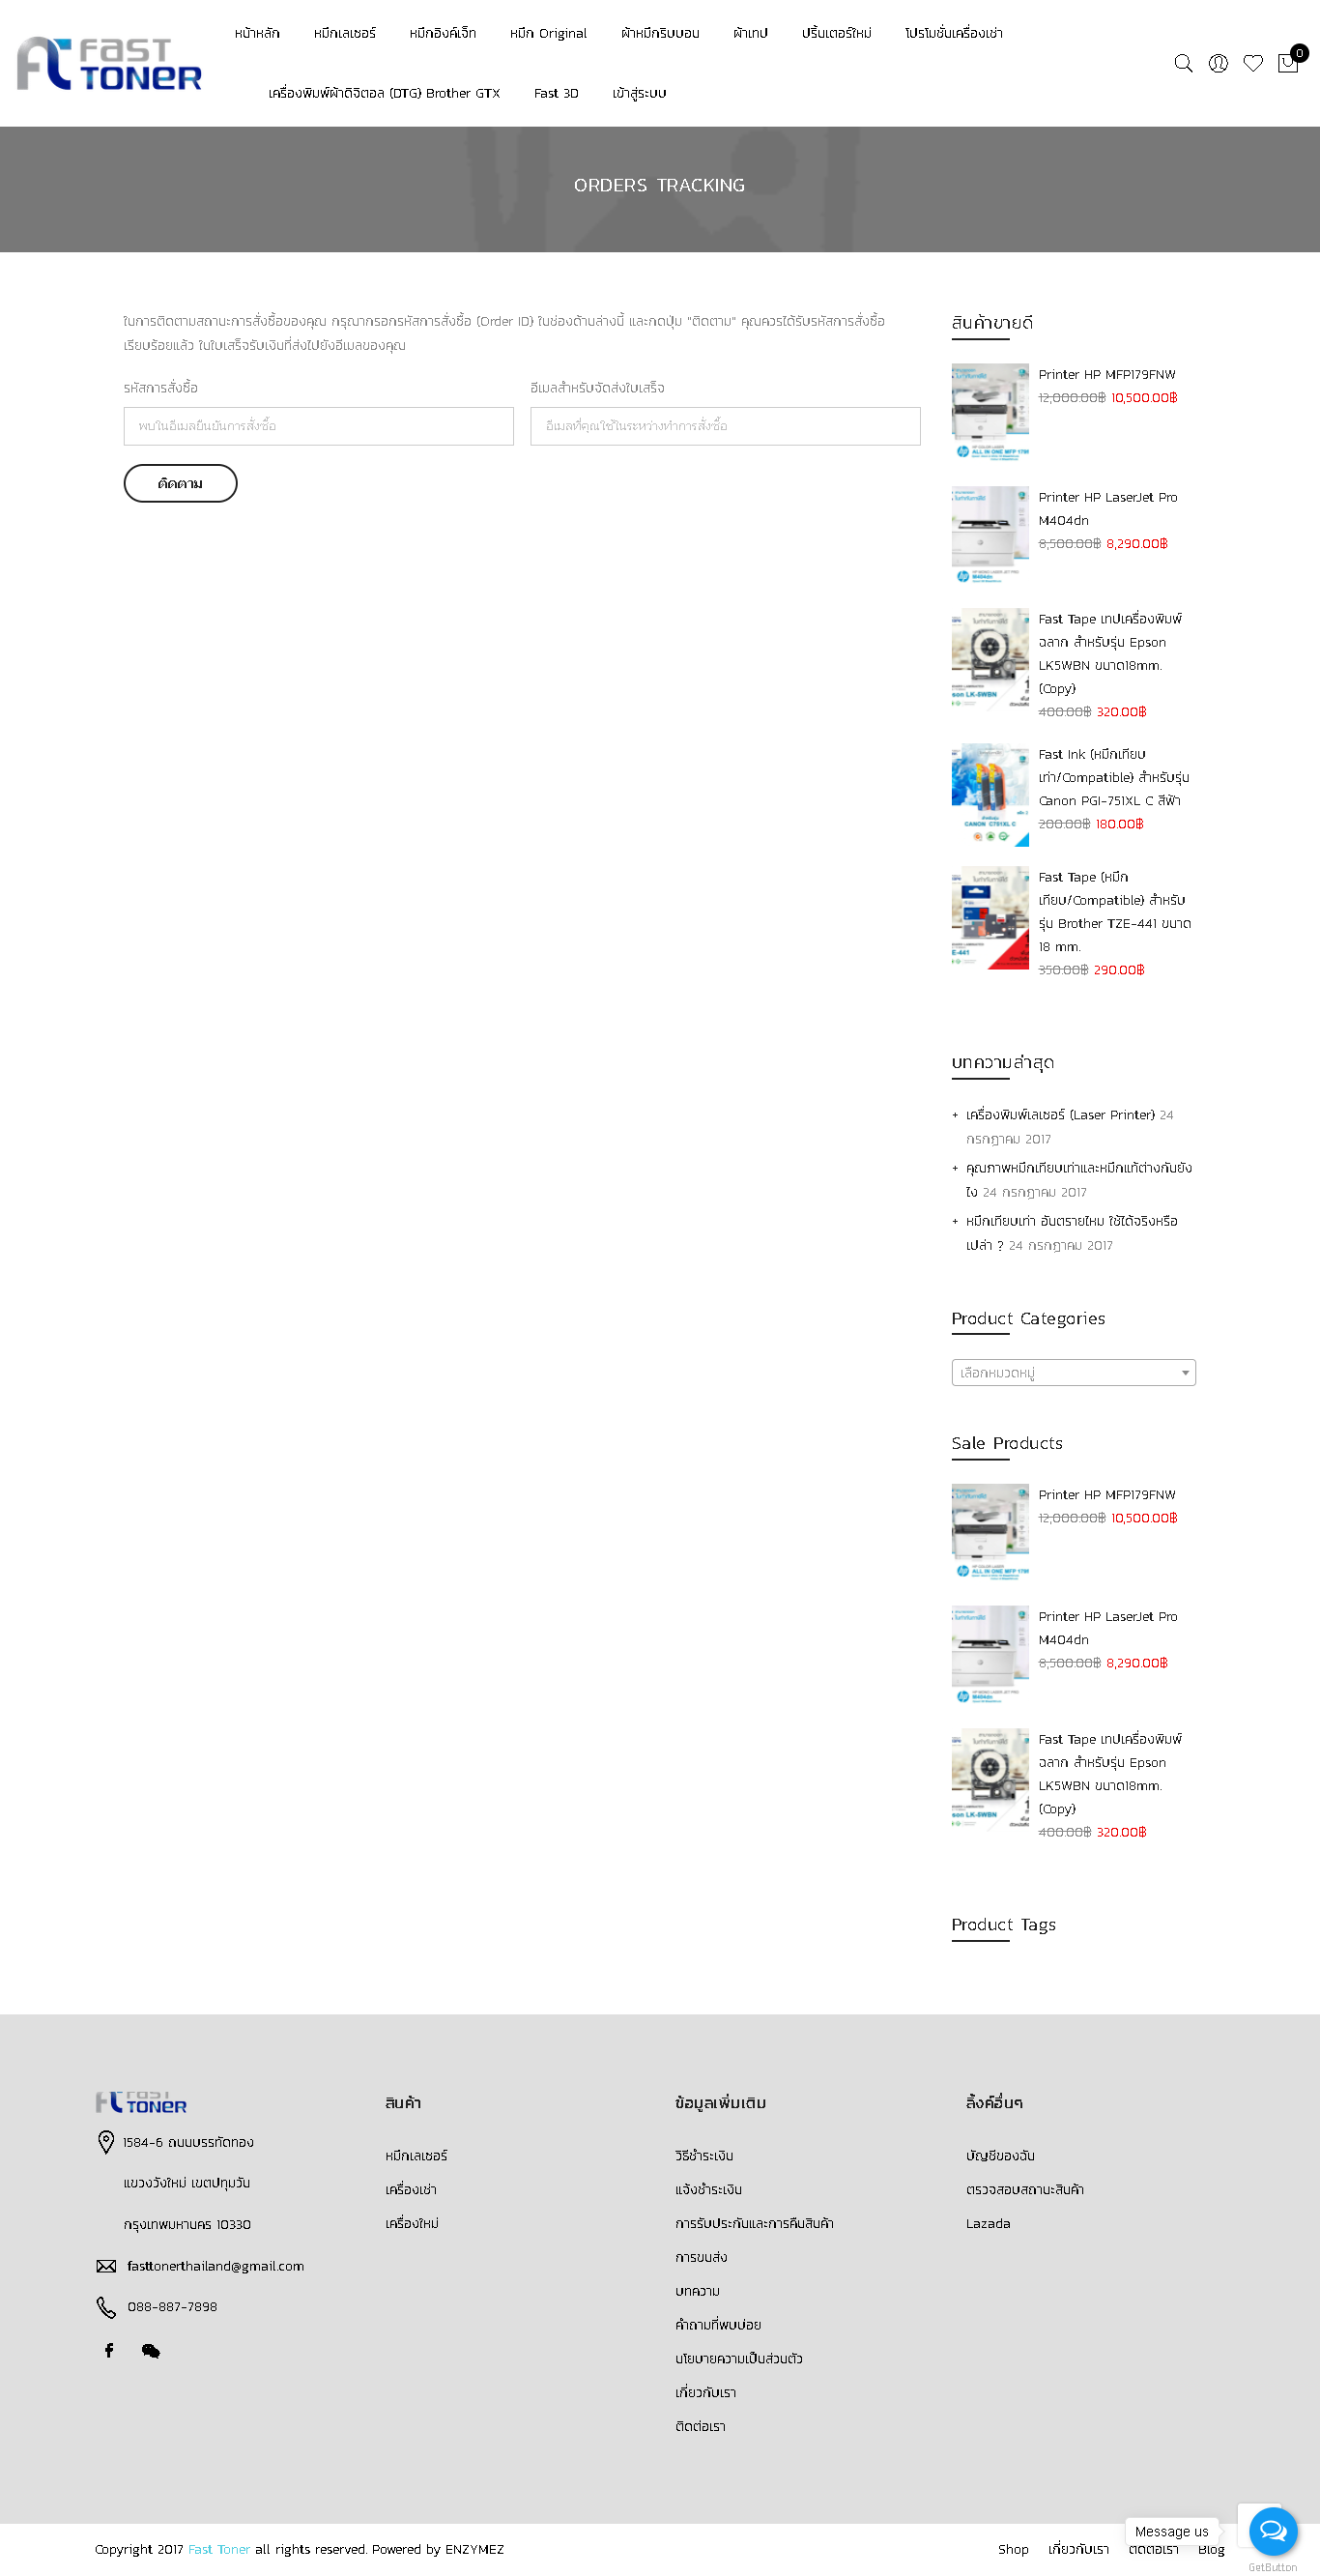 FAST
TONER
หน้าหลัก หมึกเลเซอร์ หมึกอิงค์เจ็ท หมึก Original ผ้าหมึกริบบอน ผ้าเทป ปริ้นเตอร์ใหม่ โปรโมชั่นเครื่องเช่า
เครื่องพิมพ์ผ้าดิจิตอล (DTG) Brother GTX Fast 3D เข้าสู่ระบบ
0
ORDERS TRACKING
ในการติดตามสถานะการสั่งซื้อของคุณ กรุณากรอกรหัสการสั่งซื้อ (Order ID) ในช่องด้านล่างนี้ และกดปุ่ม "ติดตาม" คุณควรได้รับรหัสการสั่งซื้อ
เรียบร้อยแล้ว ในใบเสร็จรับเงินที่ส่งไปยังอีเมลของคุณ
รหัสการสั่งซื้อ อีเมลสำหรับจัดส่งใบเสร็จ
พบในอีเมลยืนยันการสั่งซื้อ อีเมลที่คุณใช้ในระหว่างทำการสั่งซื้อ
ติดตาม
สินค้าขายดี
Printer HP MFP179FNW
12,000.00฿ 10,500.00฿
Printer HP LaserJet Pro
M404dn
8,500.00฿ 8,290.00฿
Fast Tape เทปเครื่องพิมพ์
ฉลาก สำหรับรุ่น Epson
LK5WBN ขนาด18mm.
(Copy)
400.00฿ 320.00฿
Fast Ink (หมึกเทียบ
เท่า/Compatible) สำหรับรุ่น
Canon PGI-751XL C สีฟ้า
200.00฿ 180.00฿
Fast Tape (หมึก
เทียบ/Compatible) สำหรับ
รุ่น Brother TZE-441 ขนาด
18 mm.
350.00฿ 290.00฿
บทความล่าสุด
+ เครื่องพิมพ์เลเซอร์ (Laser Printer) 24
กรกฎาคม 2017
+ คุณภาพหมึกเทียบเท่าและหมึกแท้ต่างกันยัง
ไง 24 กรกฎาคม 2017
+ หมึกเทียบเท่า อันตรายไหม ใช้ได้จริงหรือ
เปล่า ? 24 กรกฎาคม 2017
Product Categories
เลือกหมวดหมู่
Sale Products
Printer HP MFP179FNW
12,000.00฿ 10,500.00฿
Printer HP LaserJet Pro
M404dn
8,500.00฿ 8,290.00฿
Fast Tape เทปเครื่องพิมพ์
ฉลาก สำหรับรุ่น Epson
LK5WBN ขนาด18mm.
(Copy)
400.00฿ 320.00฿
Product Tags
FAST
TONER
1584-6 ถนนบรรทัดทอง
แขวงวังใหม่ เขตปทุมวัน
กรุงเทพมหานคร 10330
fasttonerthailand@gmail.com
088-887-7898
สินค้า
หมึกเลเซอร์
เครื่องเช่า
เครื่องใหม่
ข้อมูลเพิ่มเติม
วิธีชำระเงิน
แจ้งชำระเงิน
การรับประกันและการคืนสินค้า
การขนส่ง
บทความ
คำถามที่พบบ่อย
นโยบายความเป็นส่วนตัว
เกี่ยวกับเรา
ติดต่อเรา
ลิ้งค์อื่นๆ
บัญชีของฉัน
ตรวจสอบสถานะสินค้า
Lazada
Copyright 2017 Fast Toner all rights reserved. Powered by ENZYMEZ
Shop เกี่ยวกับเรา ติดต่อเรา Blog
Message us
GetButton